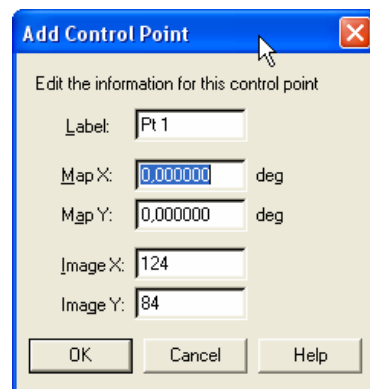 Add Control Point
Edit the information for this control point
Label: Pt 1
Map X: 0,000000 deg
Map Y: 0,000000 deg
Image X: 124
Image Y: 84
OK Cancel Help